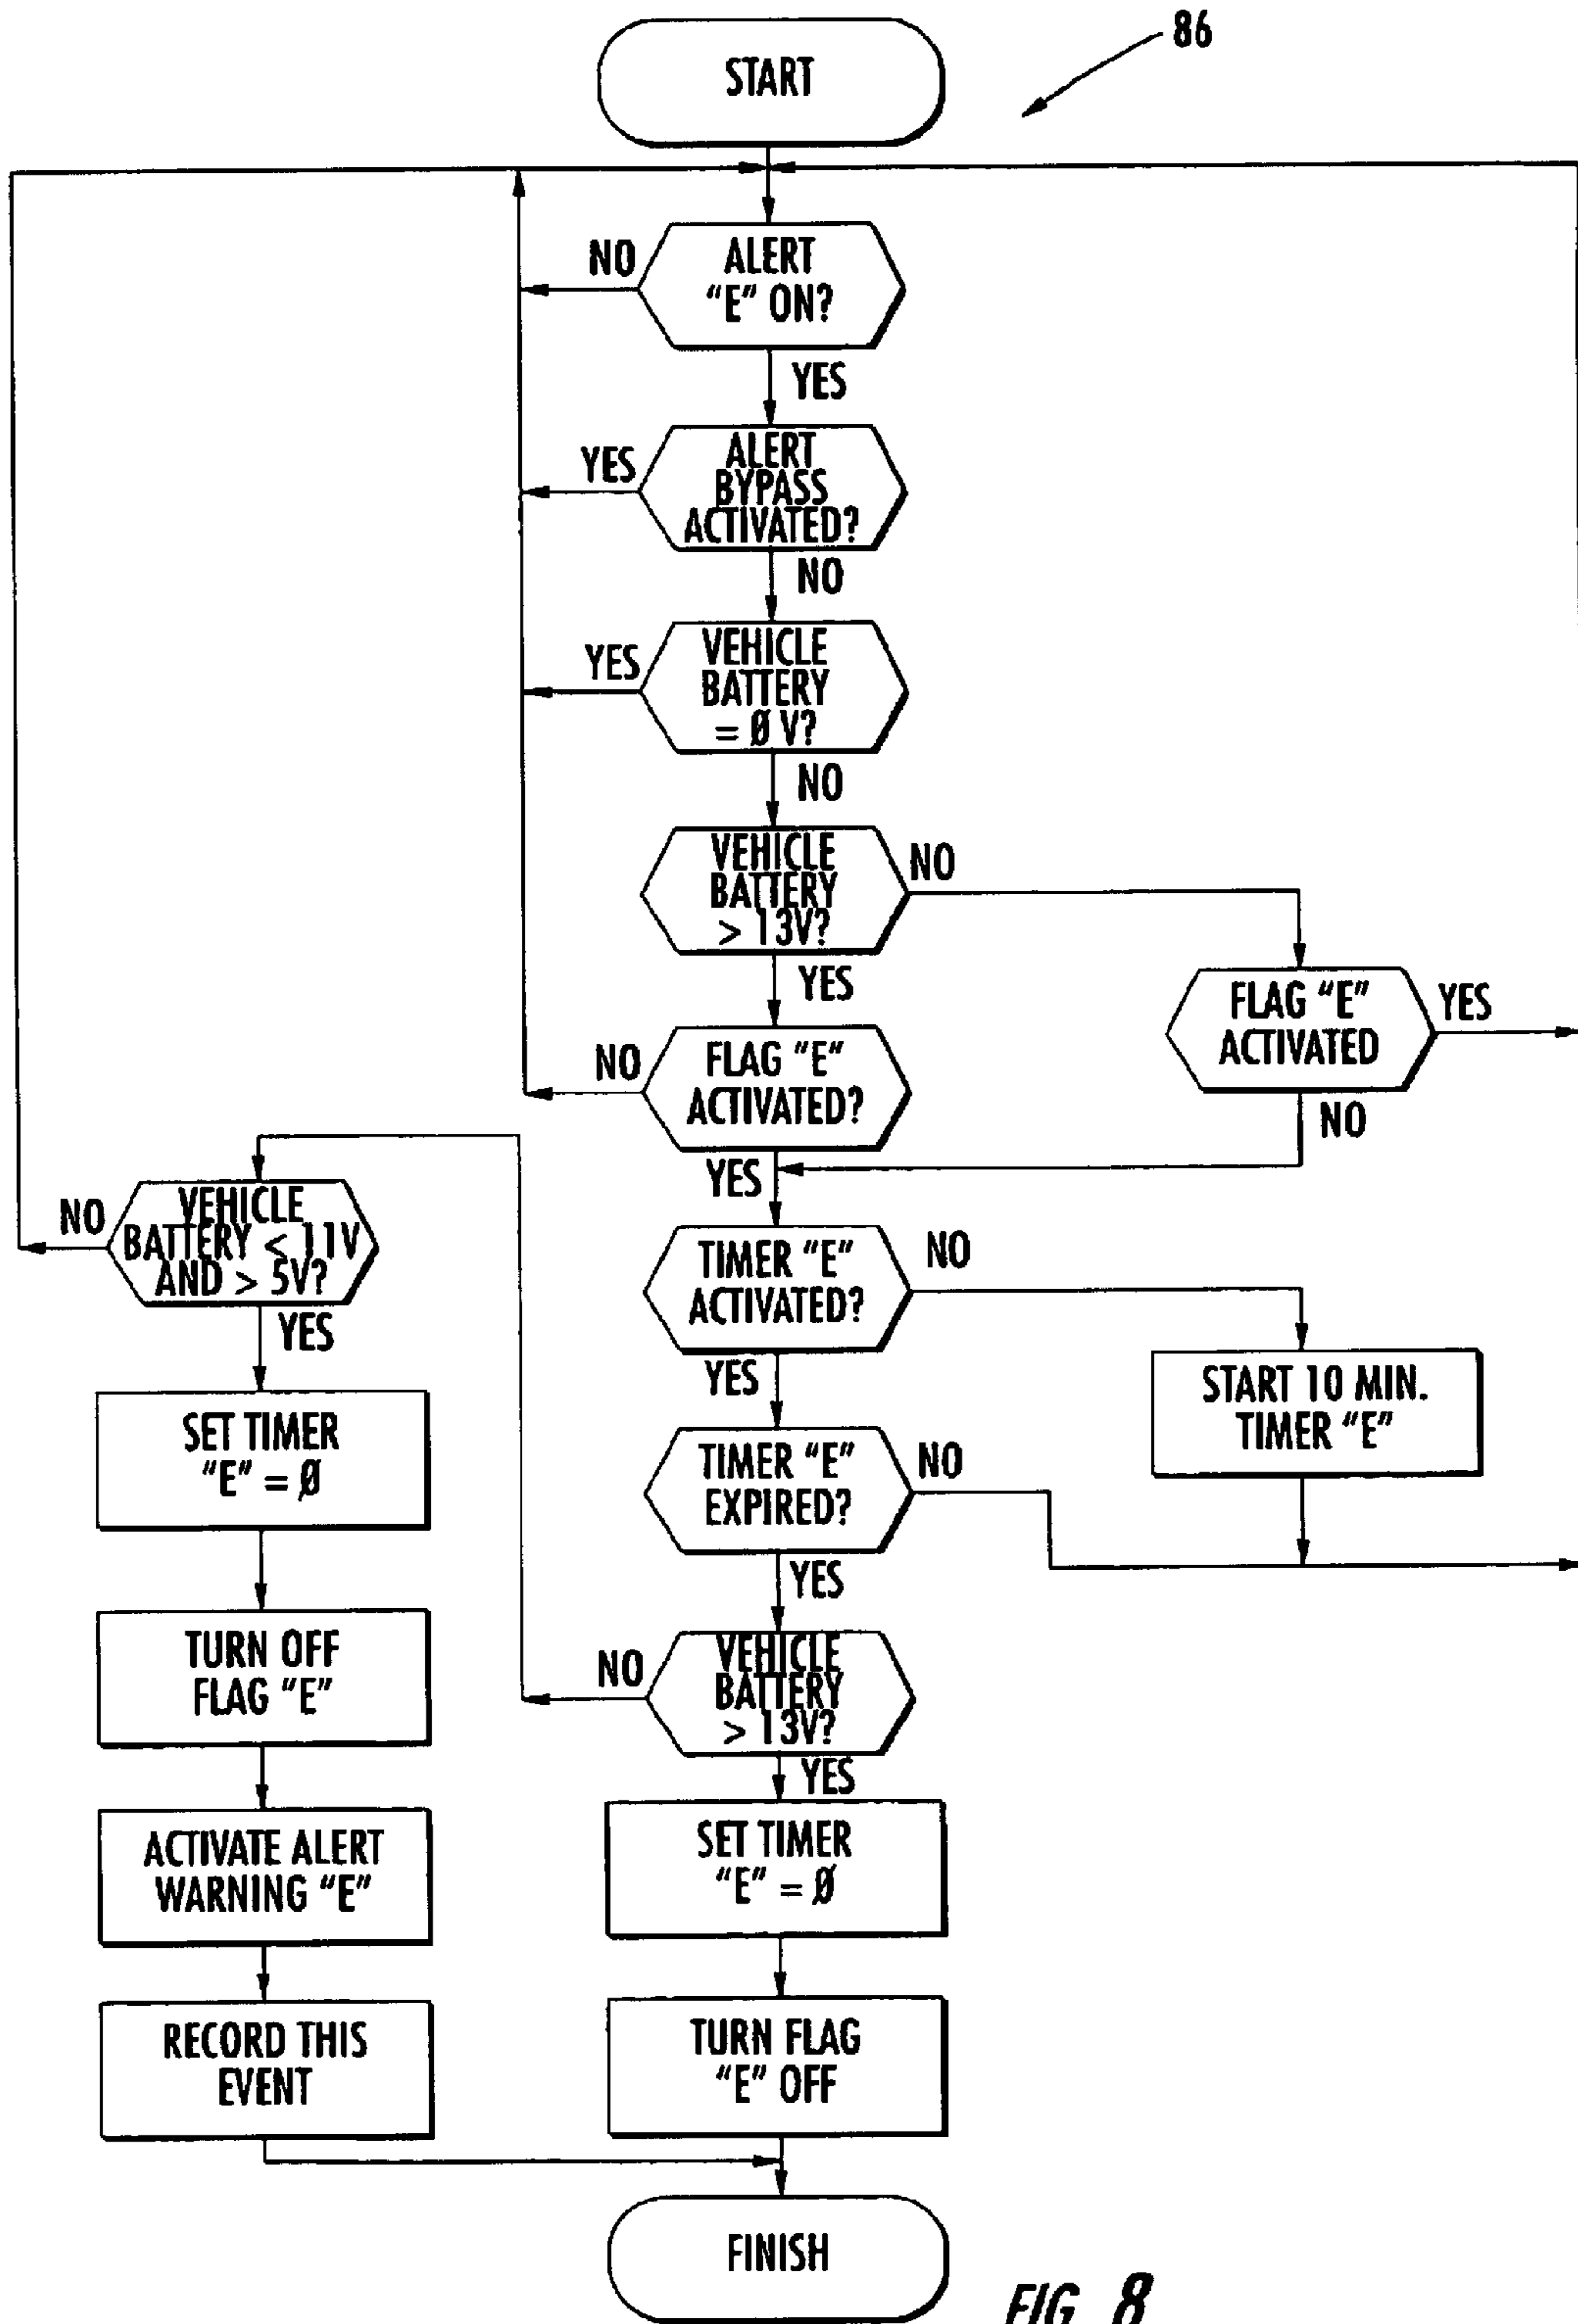 86
START
ALERT
"E" ON?
NO
YES
ALERT
BYPASS
ACTIVATED?
YES
NO
VEHICLE
BATTERY
= Ø V?
YES
NO
VEHICLE
BATTERY
> 13V?
NO
YES
FLAG "E"
ACTIVATED
YES
NO
FLAG "E"
ACTIVATED?
NO
YES
TIMER "E"
ACTIVATED?
NO
YES
START 10 MIN.
TIMER "E"
TIMER "E"
EXPIRED?
NO
YES
VEHICLE
BATTERY
> 13V?
NO
YES
SET TIMER
"E" = Ø
TURN FLAG
"E" OFF
VEHICLE
BATTERY < 11V
AND > 5V?
NO
YES
SET TIMER
"E" = Ø
TURN OFF
FLAG "E"
ACTIVATE ALERT
WARNING "E"
RECORD THIS
EVENT
FINISH
FIG. 8.